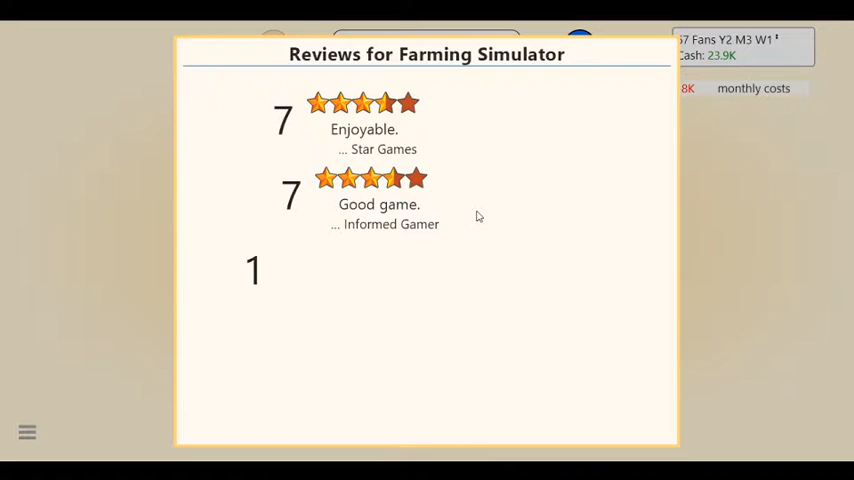 Reviews for Farming Simulator
57 Fans Y2 M3 W1
Cash: 23.9K
8K monthly costs
7
Enjoyable.
... Star Games
7
Good game.
... Informed Gamer
1